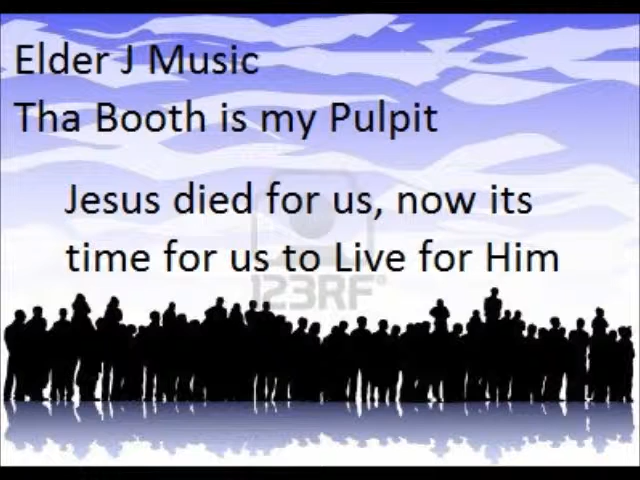 Elder J Music
Tha Booth is my Pulpit
Jesus died for us, now its
time for us to Live for Him
123RF®